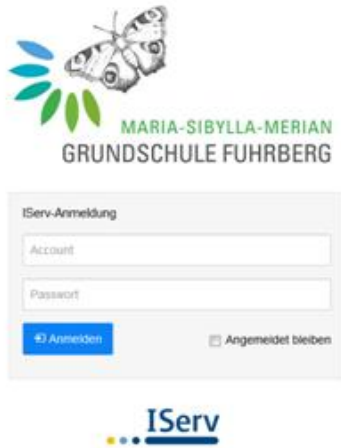 MARIA-SIBYLLA-MERIAN
GRUNDSCHULE FUHRBERG
IServ-Anmeldung
Account
Passwort
Anmelden
Angemeldet bleiben
IServ